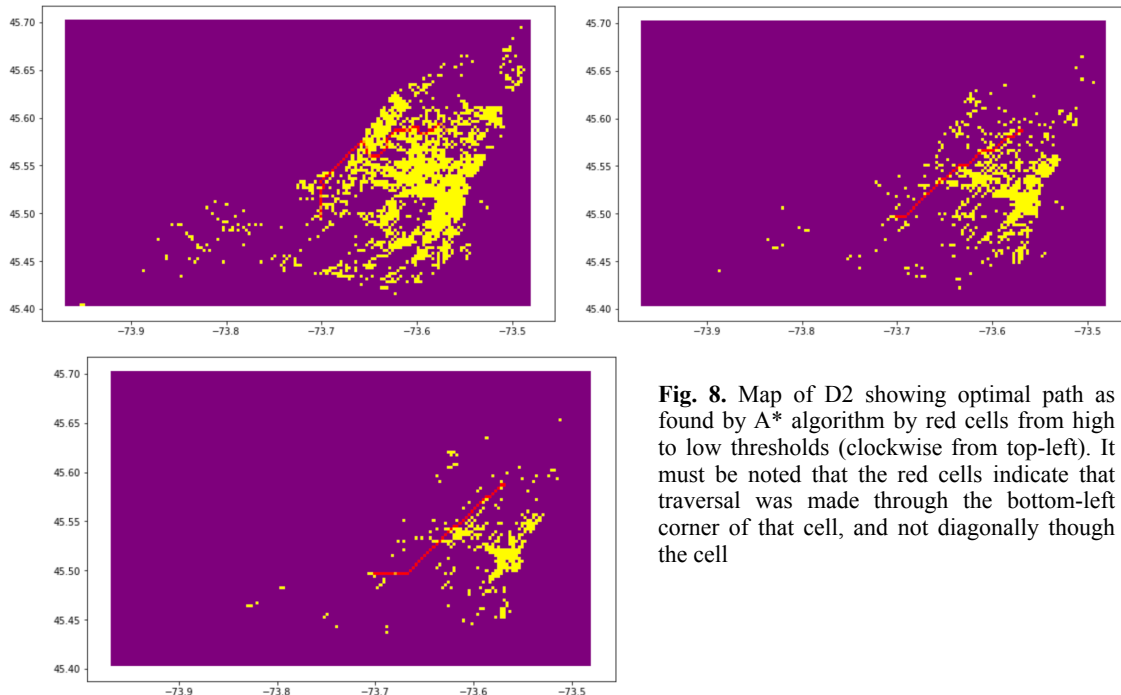 45.70
45.65
45.60
45.55
45.50
45.45
45.40
−73.9 −73.8 −73.7 −73.6 −73.5
45.70
45.65
45.60
45.55
45.50
45.45
45.40
−73.9 −73.8 −73.7 −73.6 −73.5
45.70
45.65
45.60
45.55
45.50
45.45
45.40
−73.9 −73.8 −73.7 −73.6 −73.5
Fig. 8. Map of D2 showing optimal path as
found by A* algorithm by red cells from high
to low thresholds (clockwise from top-left). It
must be noted that the red cells indicate that
traversal was made through the bottom-left
corner of that cell, and not diagonally though
the cell